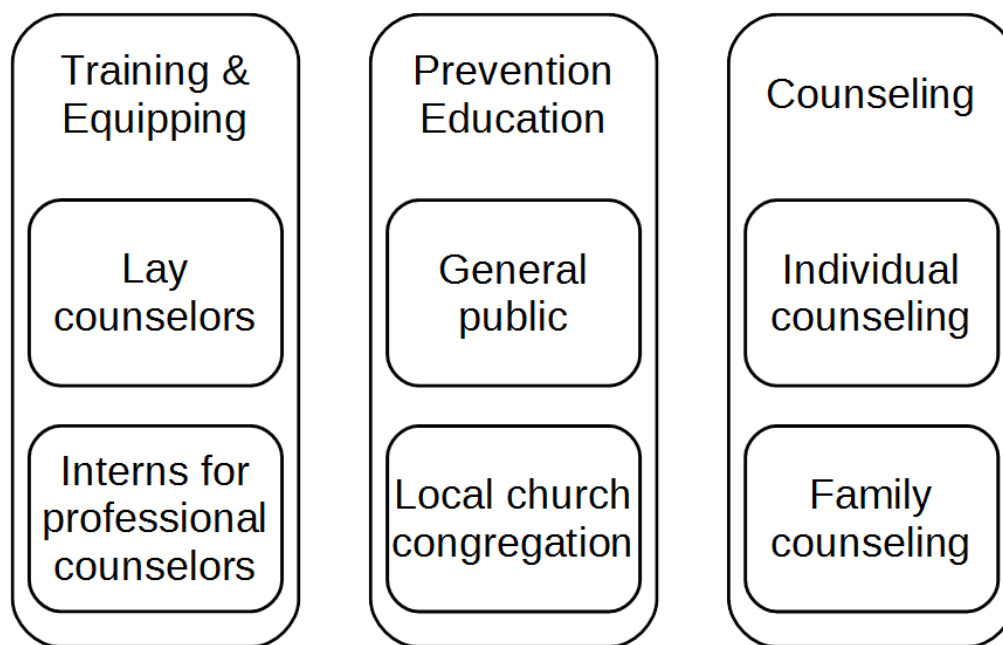 Training &
Equipping
Lay
counselors
Interns for
professional
counselors
Prevention
Education
General
public
Local church
congregation
Counseling
Individual
counseling
Family
counseling